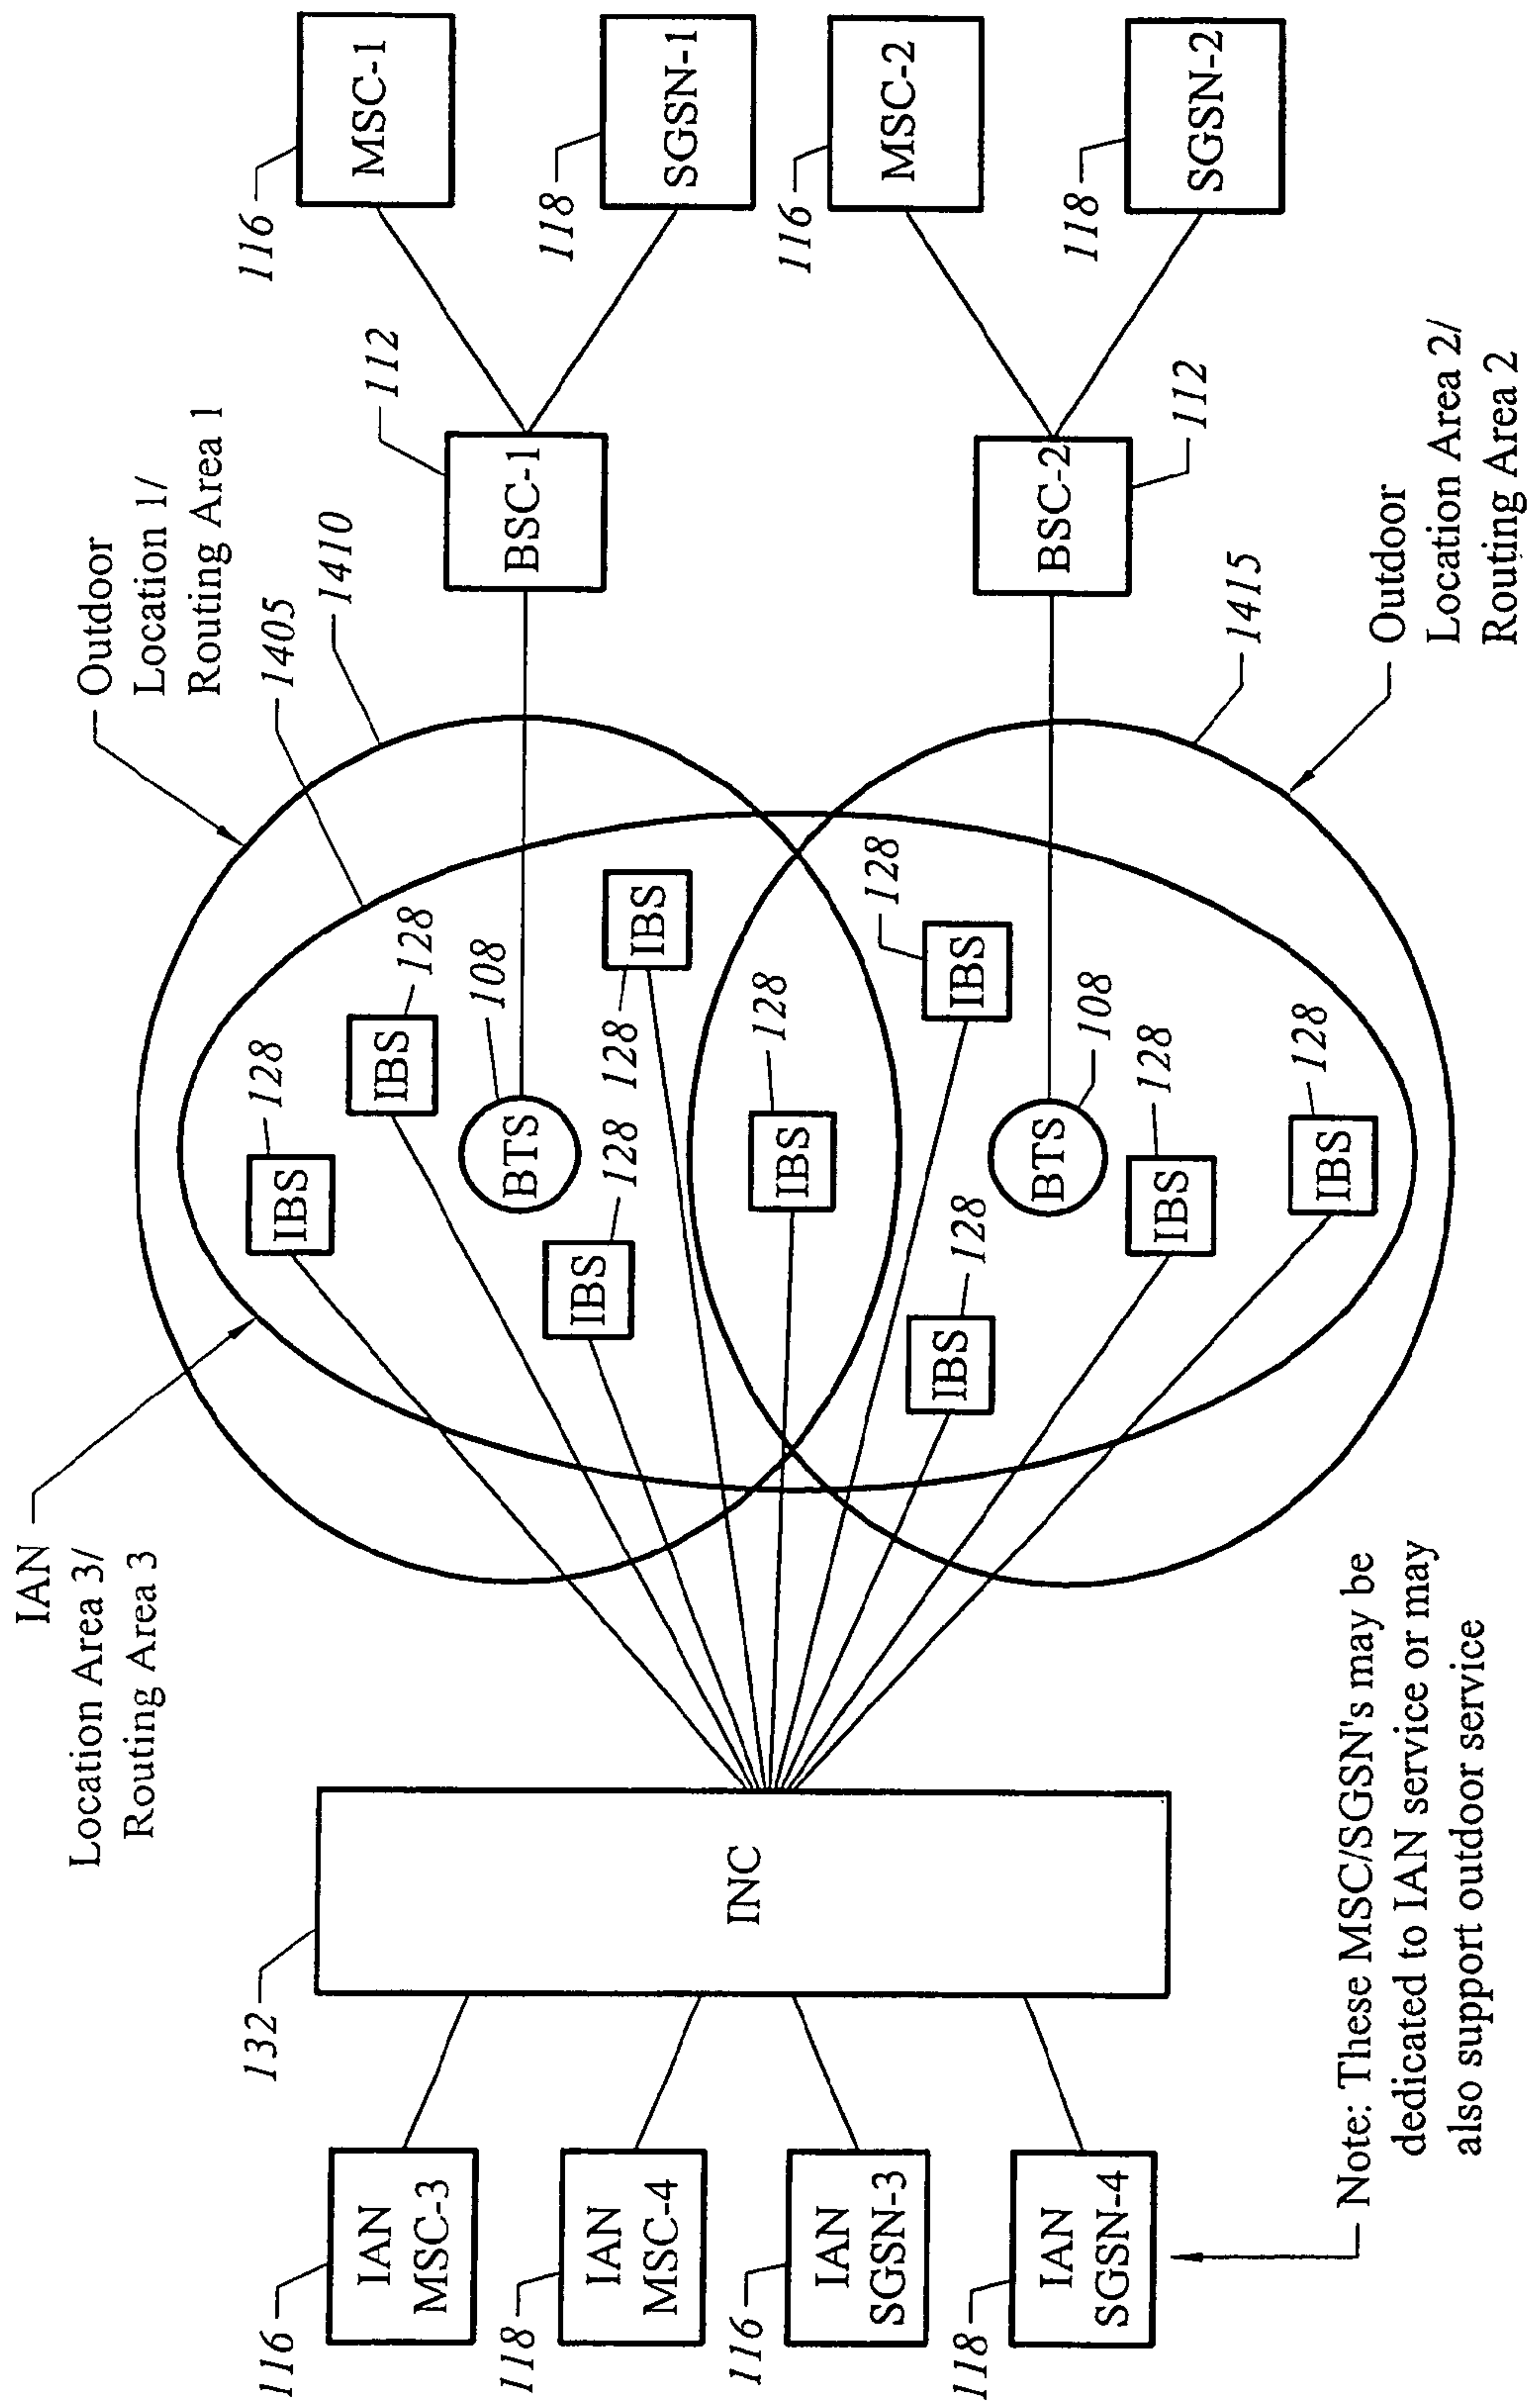 IAN
MSC-3
116
IAN
MSC-4
118
IAN
SGSN-3
116
IAN
SGSN-4
118
Note: These MSC/SGSN's may be
dedicated to IAN service or may
also support outdoor service
132
INC
IAN
Location Area 3/
Routing Area 3
IBS
128
IBS
128
BTS
108
IBS
128
IBS
128
IBS
128
IBS
128
IBS
128
BTS
108
IBS
128
IBS
128
Outdoor
Location 1/
Routing Area 1
1405
1410
1415
Outdoor
Location Area 2/
Routing Area 2
112
BSC-1
BSC-2
112
116
MSC-1
118
SGSN-1
116
MSC-2
118
SGSN-2